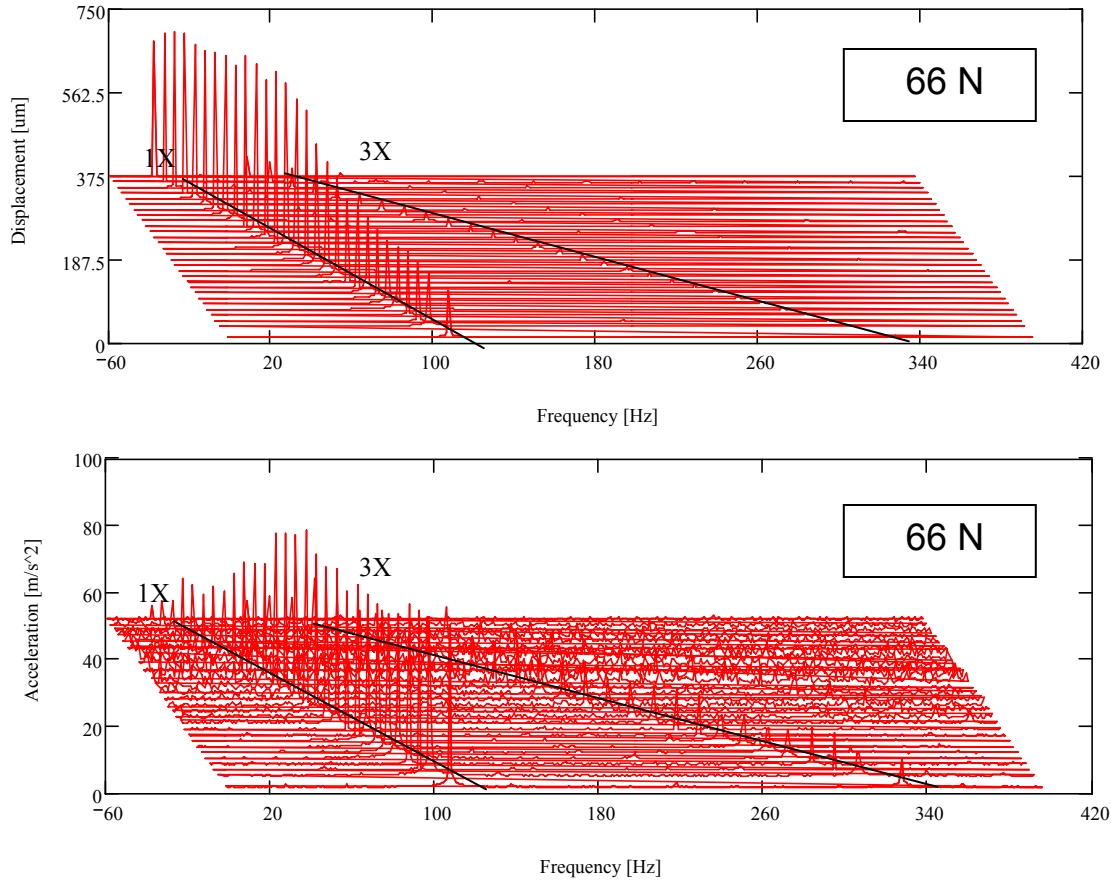 750
66 N
562.5
Displacement [um]
1X
3X
375
187.5
0
−60 20 100 180 260 340 420
Frequency [Hz]
100
66 N
80
Acceleration [m/s^2]
1X
3X
60
40
20
0
−60 20 100 180 260 340 420
Frequency [Hz]